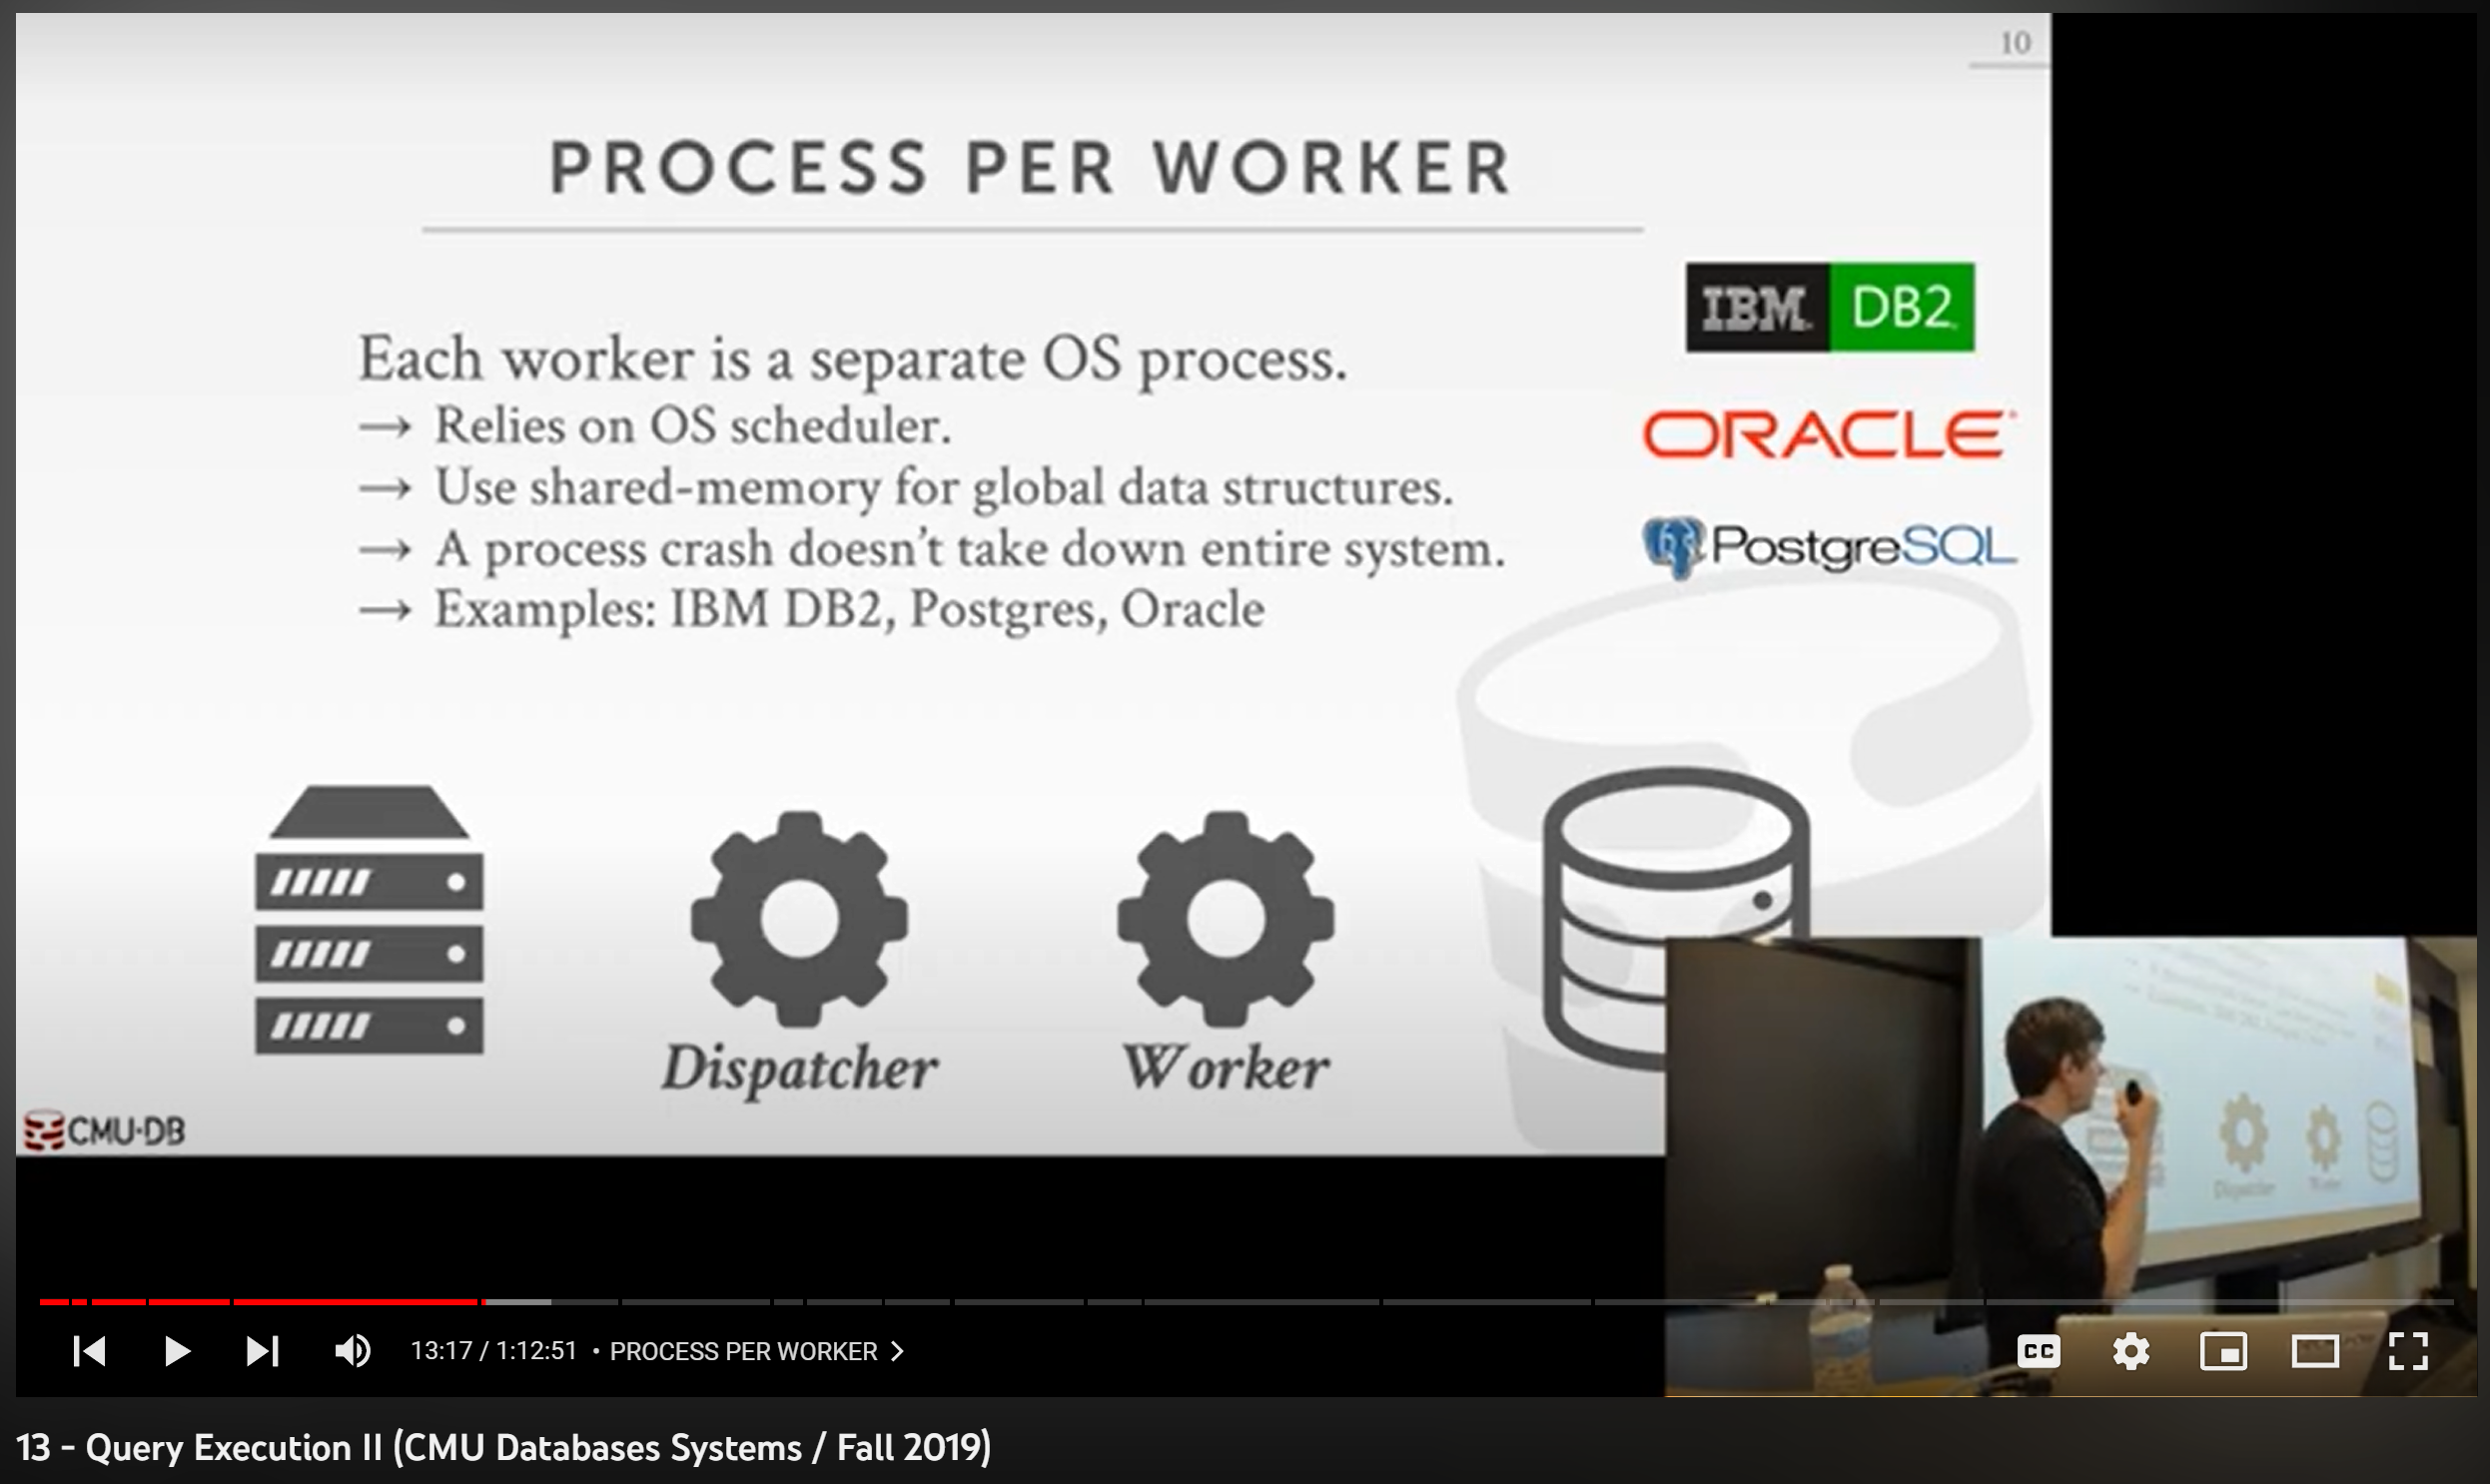 10
PROCESS PER WORKER
IBM DB2
ORACLE
PostgreSQL
Each worker is a separate OS process.
→ Relies on OS scheduler.
→ Use shared-memory for global data structures.
→ A process crash doesn't take down entire system.
→ Examples: IBM DB2, Postgres, Oracle
Dispatcher
Worker
CMU·DB
Dispatcher
Worker
13:17 / 1:12:51 • PROCESS PER WORKER
CC
13 - Query Execution II (CMU Databases Systems / Fall 2019)